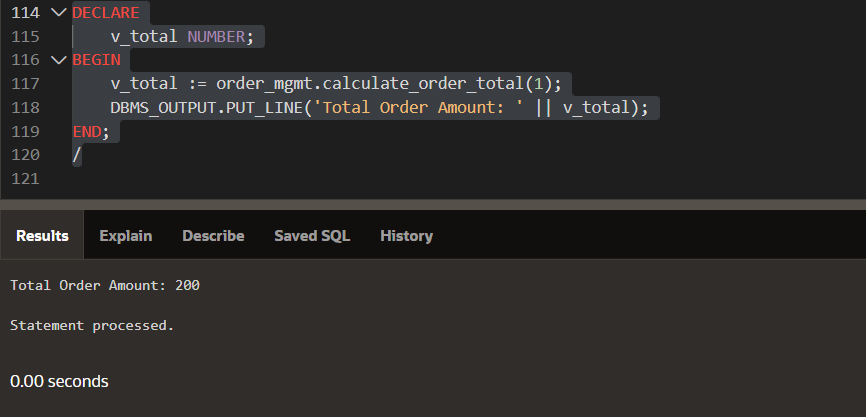 114 DECLARE
115 v_total NUMBER;
116 BEGIN
117 v_total := order_mgmt.calculate_order_total(1);
118 DBMS_OUTPUT.PUT_LINE('Total Order Amount: ' || v_total);
119 END;
120 /
121
Results Explain Describe Saved SQL History
Total Order Amount: 200
Statement processed.
0.00 seconds